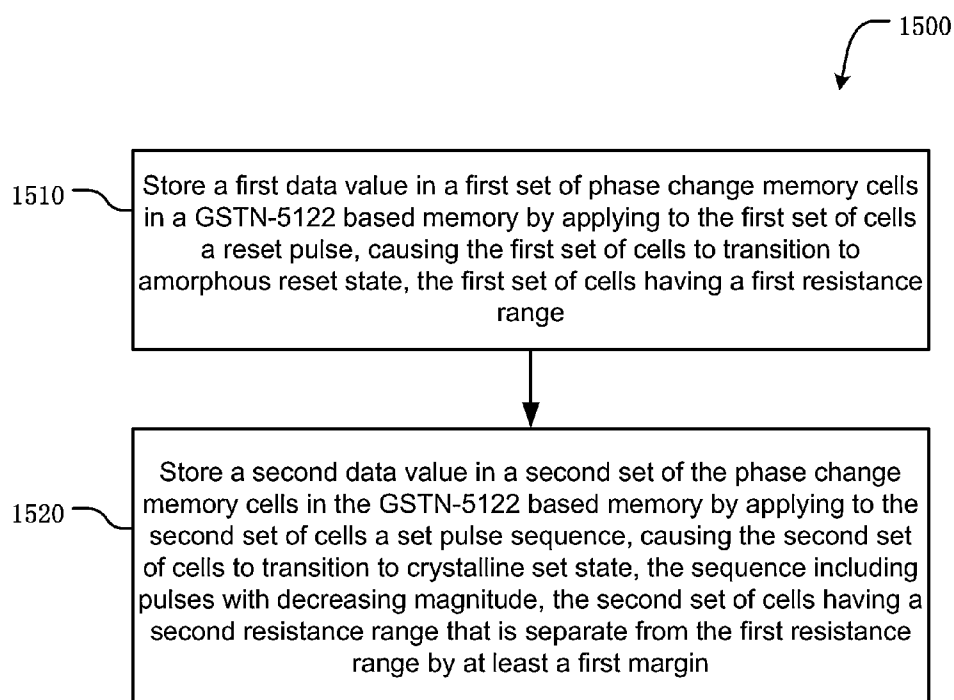 1500
1510
Store a first data value in a first set of phase change memory cells
in a GSTN-5122 based memory by applying to the first set of cells
a reset pulse, causing the first set of cells to transition to
amorphous reset state, the first set of cells having a first resistance
range
1520
Store a second data value in a second set of the phase change
memory cells in the GSTN-5122 based memory by applying to the
second set of cells a set pulse sequence, causing the second set
of cells to transition to crystalline set state, the sequence including
pulses with decreasing magnitude, the second set of cells having a
second resistance range that is separate from the first resistance
range by at least a first margin